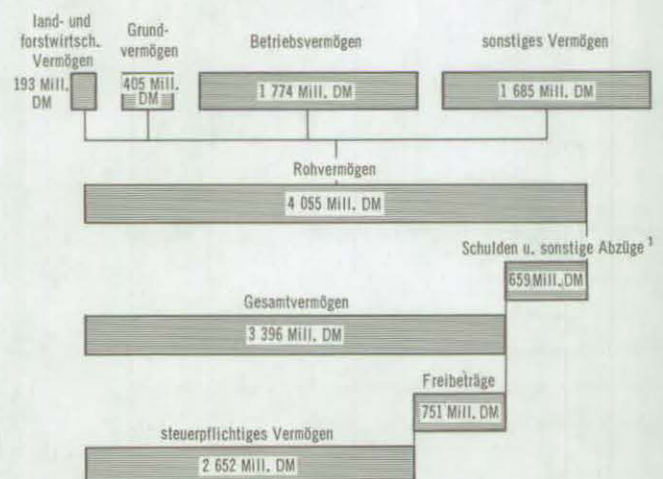 land- und
forstwirtsch.
Vermögen
193 Mill.
DM
Grund-
vermögen
405 Mill.
DM
Betriebsvermögen
1 774 Mill. DM
sonstiges Vermögen
1 685 Mill. DM
Rohvermögen
4 055 Mill. DM
Schulden u. sonstige Abzüge 1
659 Mill. DM
Gesamtvermögen
3 396 Mill. DM
Freibeträge
751 Mill. DM
steuerpflichtiges Vermögen
2 652 Mill. DM